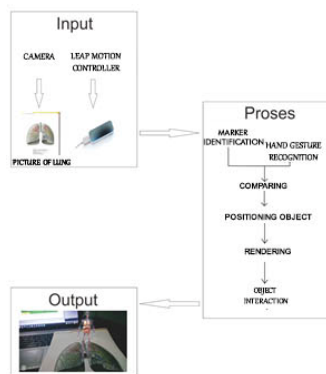 Input
CAMERA
LEAP MOTION
CONTROLLER
PICTURE OF LUNG
Proses
MARKER
IDENTIFICATION
HAND GESTURE
RECOGNITION
COMPARING
POSITIONING OBJECT
RENDERING
OBJECT
INTERACTION
Output